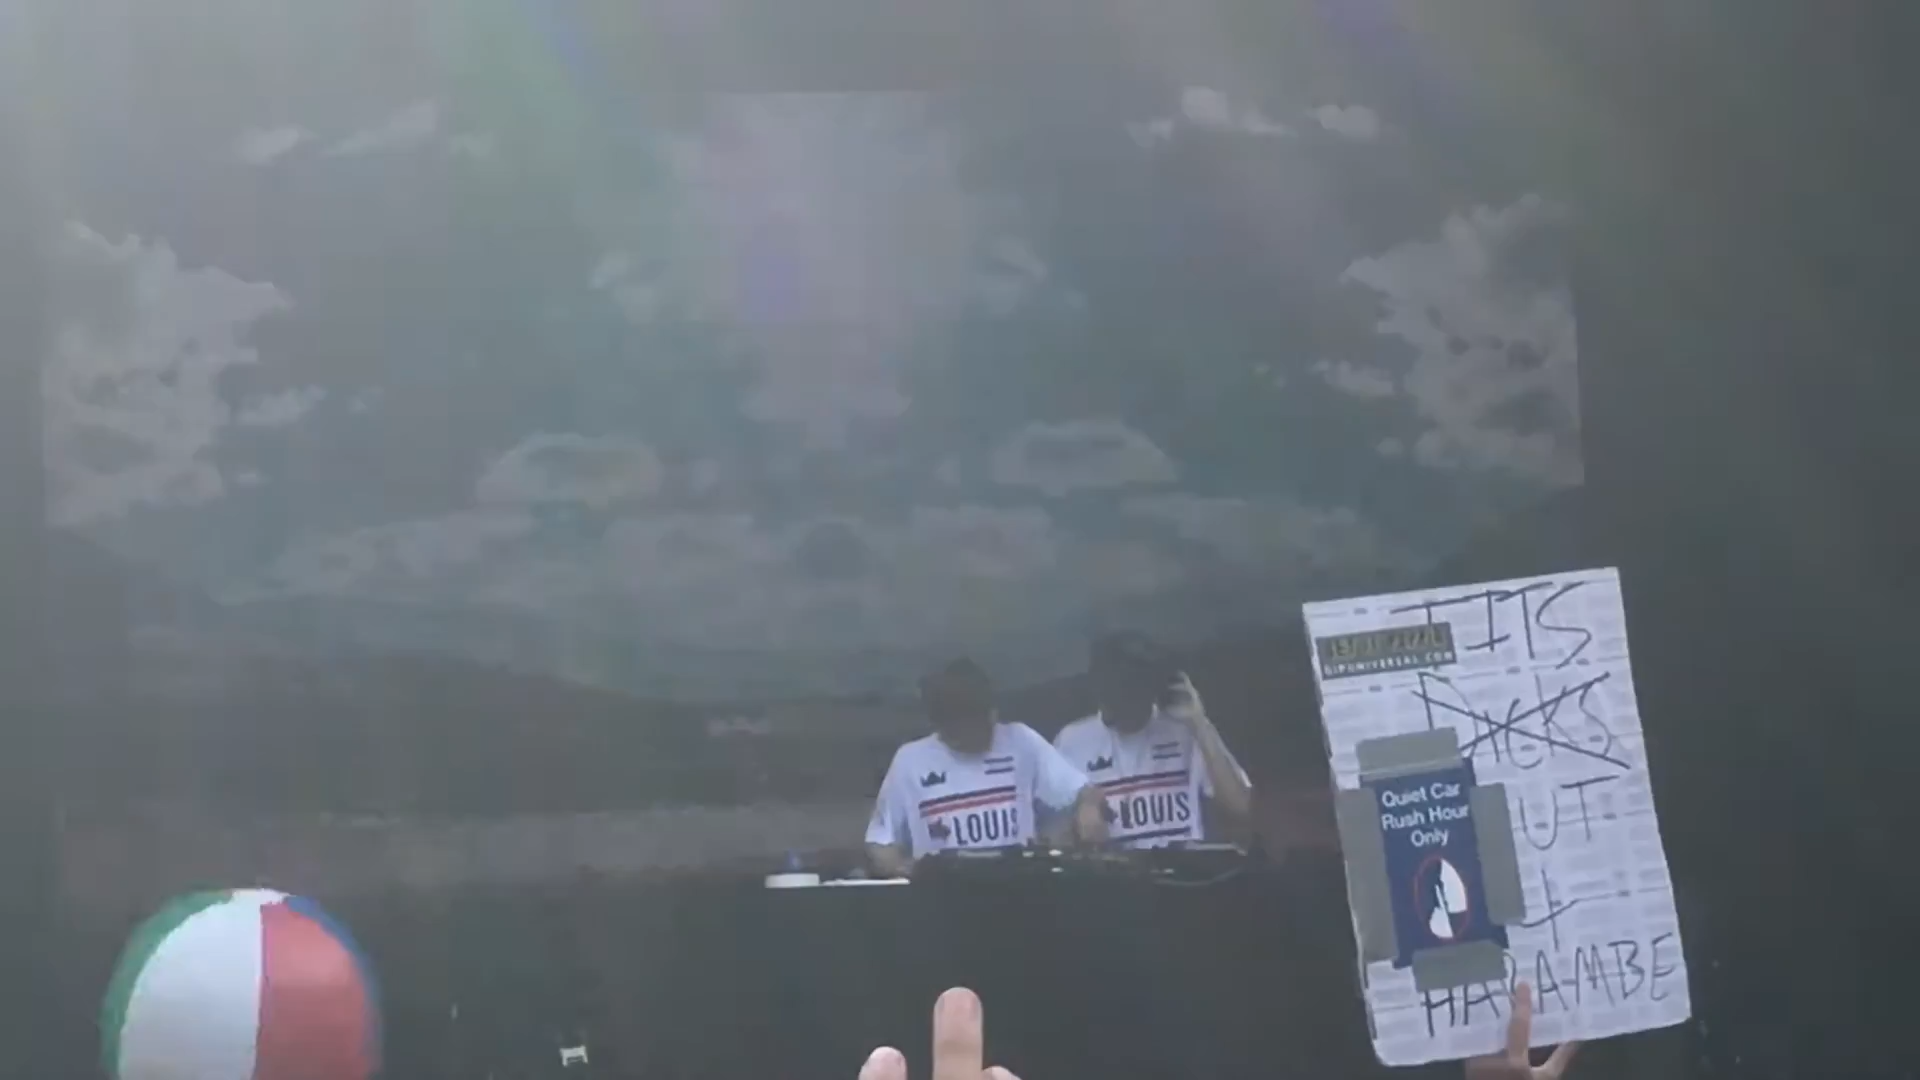 LOUIS
LOUIS
ITS
DICKS
OUT
4
HARAMBE
Quiet Car
Rush Hour
Only